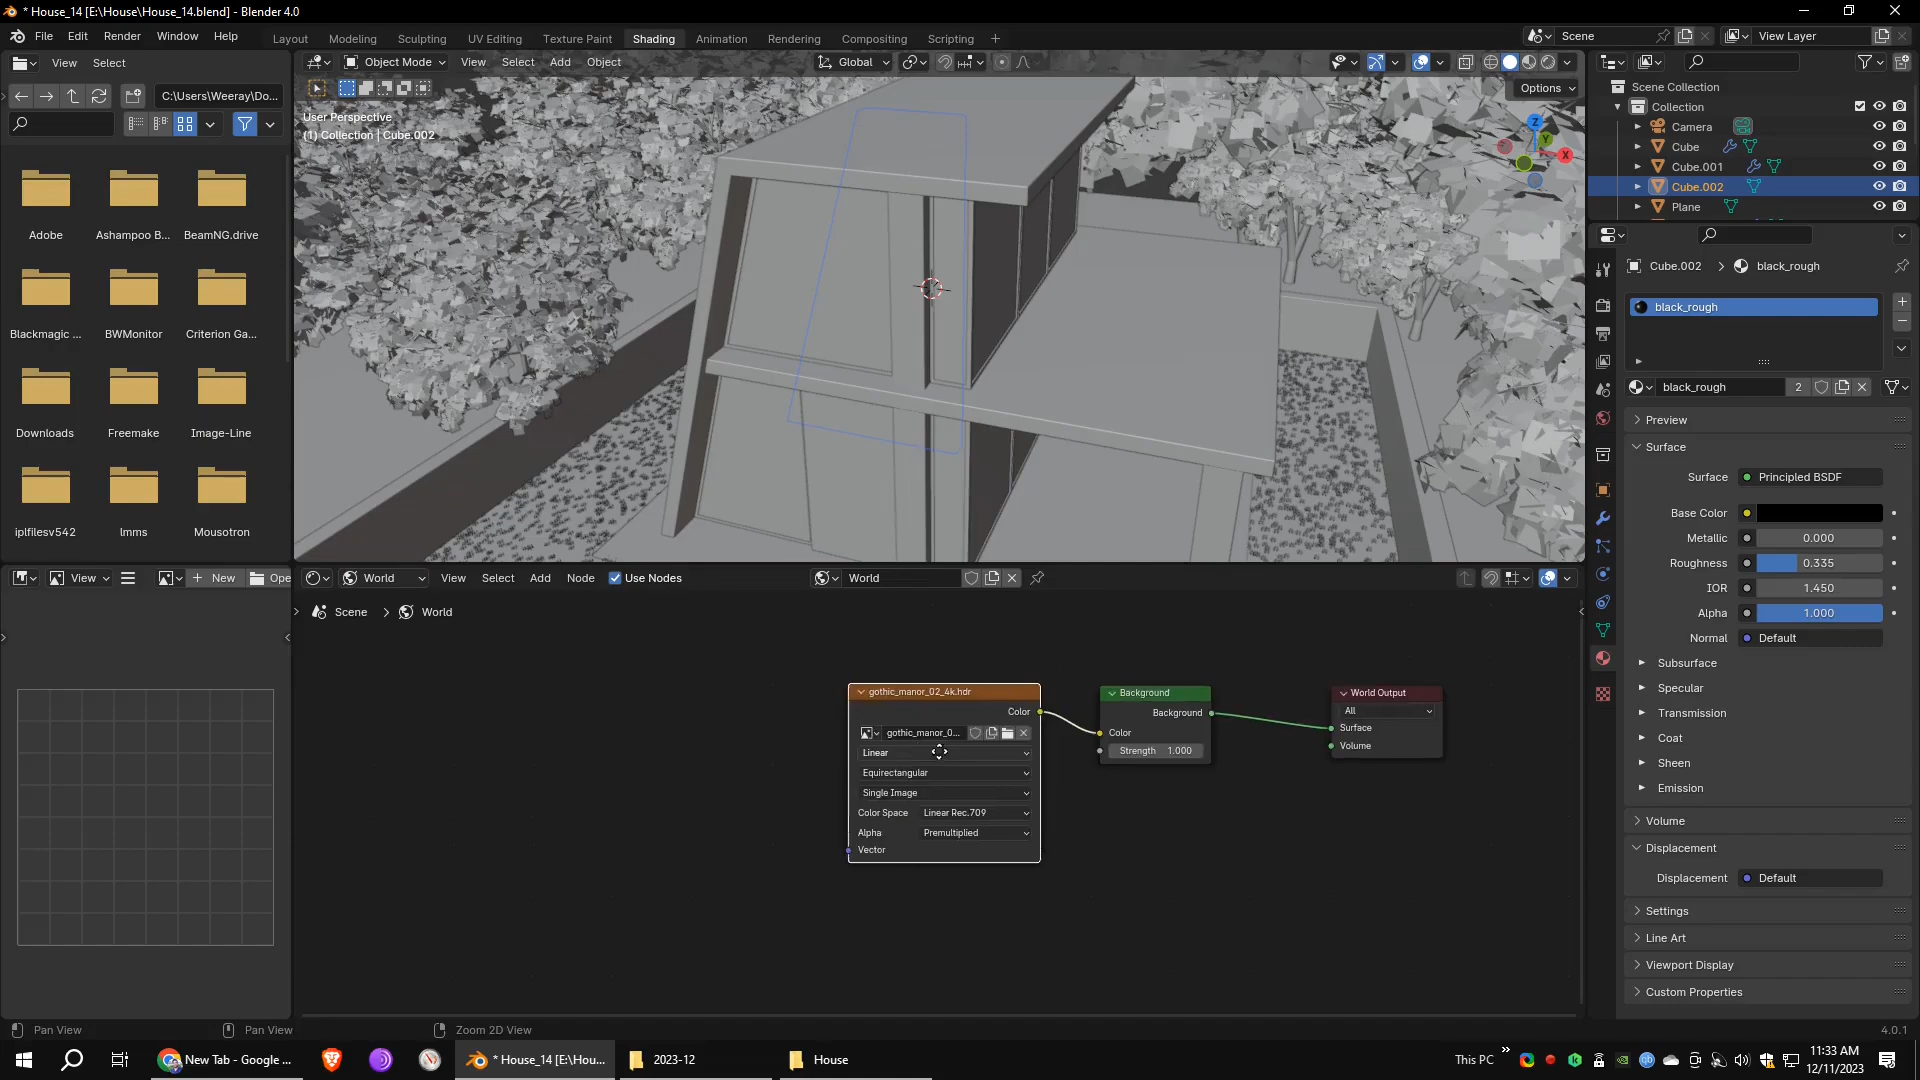 * House_14 [E:\House\House_14.blend] - Blender 4.0
File Edit Render Window Help
Layout Modeling Sculpting UV Editing Texture Paint Shading Animation Rendering Compositing Scripting +
Scene
View Layer
View Select
Object Mode View Select Add Object
Global
Options
C:\Users\Weeray\Do...
User Perspective
(1) Collection | Cube.002
Z
Y
X
Adobe Ashampoo B... BeamNG.drive
Blackmagic ... BWMonitor Criterion Ga...
Downloads Freemake Image-Line
iplfilesv542 lmms Mousotron
Scene Collection
Collection
Camera
Cube
Cube.001
Cube.002
Plane
Cube.002 > black_rough
black_rough
black_rough 2
Preview
Surface
Surface Principled BSDF
Base Color
Metallic 0.000
Roughness 0.335
IOR 1.450
Alpha 1.000
Normal Default
Subsurface
Specular
Transmission
Coat
Sheen
Emission
Volume
Displacement
Displacement Default
Settings
Line Art
Viewport Display
Custom Properties
View + New Ope
World View Select Add Node Use Nodes
World
Scene > World
gothic_manor_02_4k.hdr
Color
gothic_manor_0...
Linear
Equirectangular
Single Image
Color Space Linear Rec.709
Alpha Premultiplied
Vector
Background
Background
Color
Strength 1.000
World Output
All
Surface
Volume
Pan View Pan View Zoom 2D View
4.0.1
New Tab - Google ...
* House_14 [E:\Hou...
2023-12
House
This PC
11:33 AM
12/11/2023